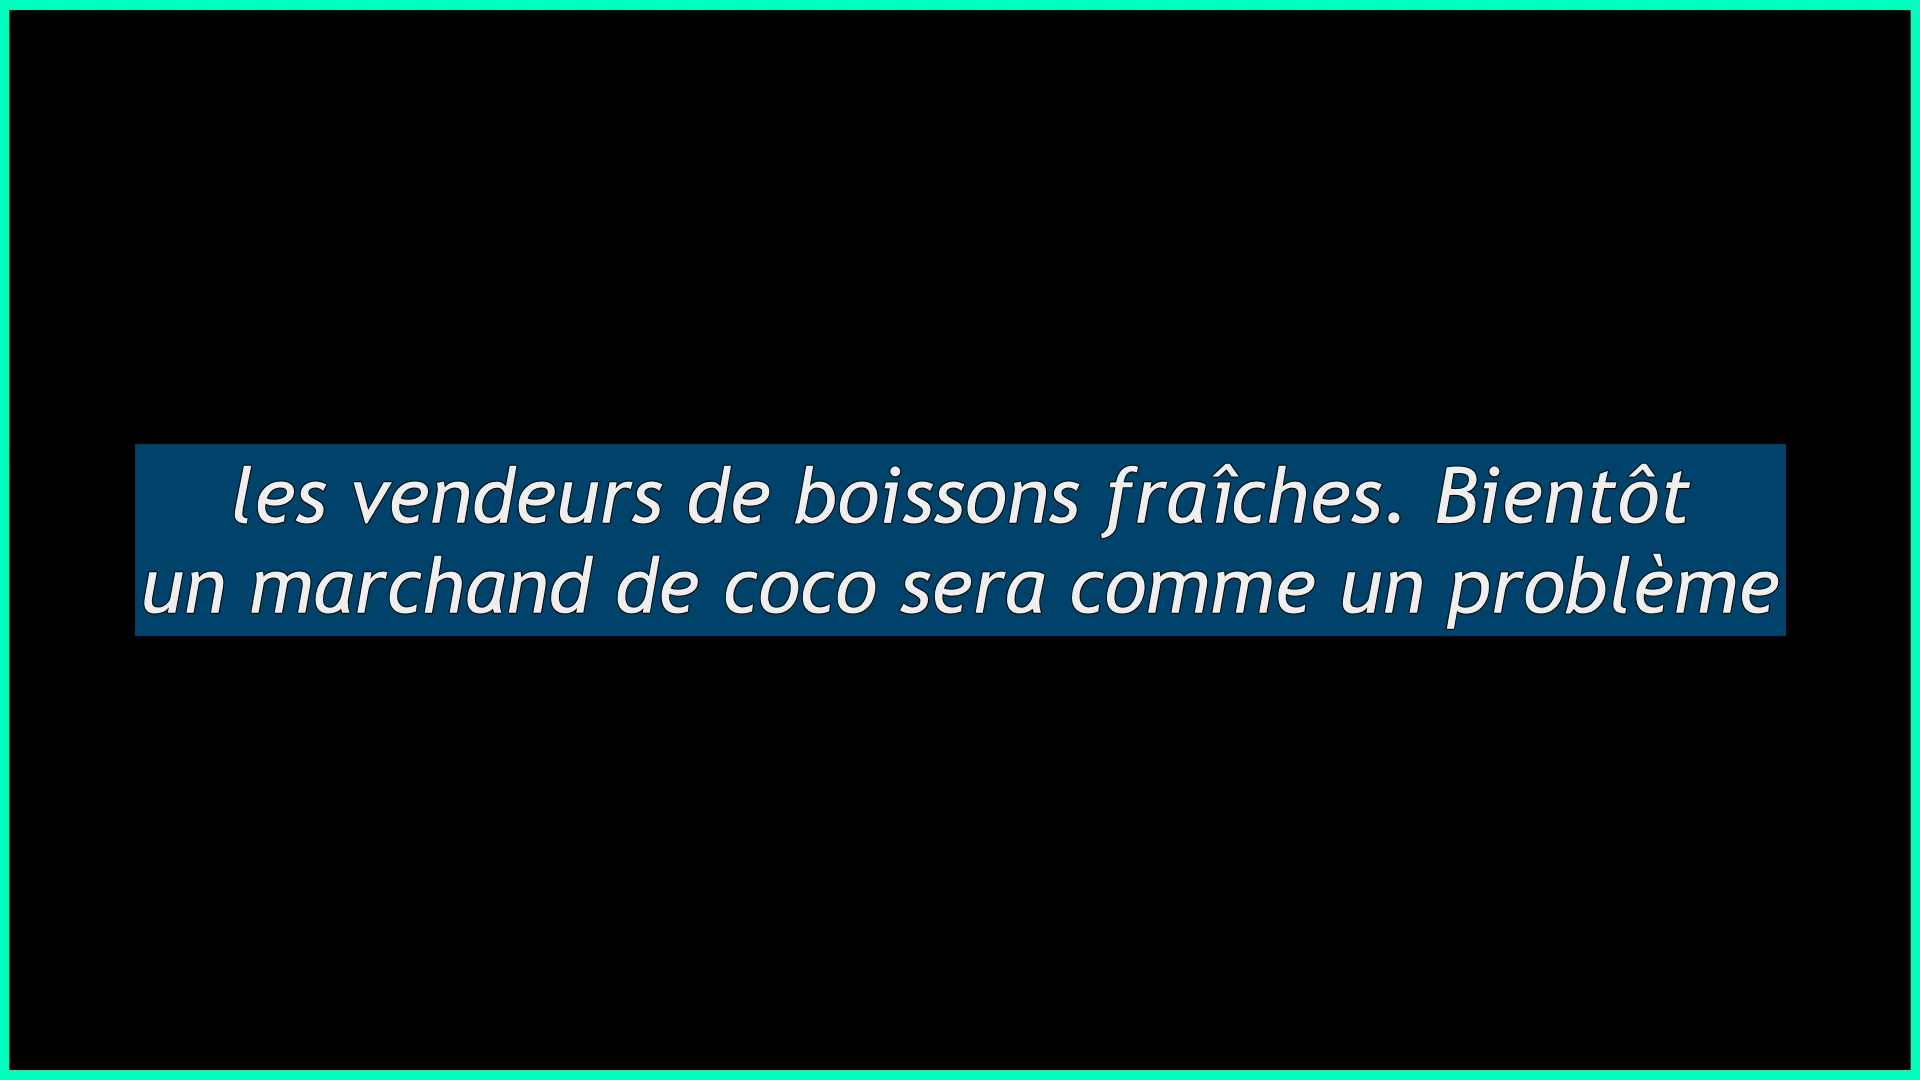 les vendeurs de boissons fraîches. Bientôt
un marchand de coco sera comme un problème